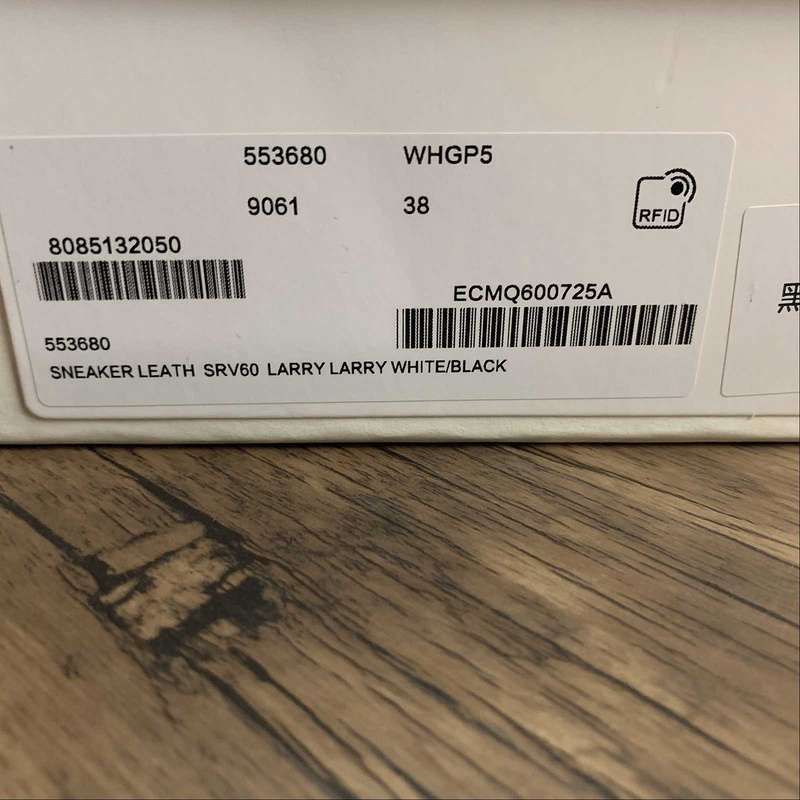 553680 WHGP5
9061 38
RFID
8085132050
ECMQ600725A
553680
SNEAKER LEATH SRV60 LARRY LARRY WHITE/BLACK
黑